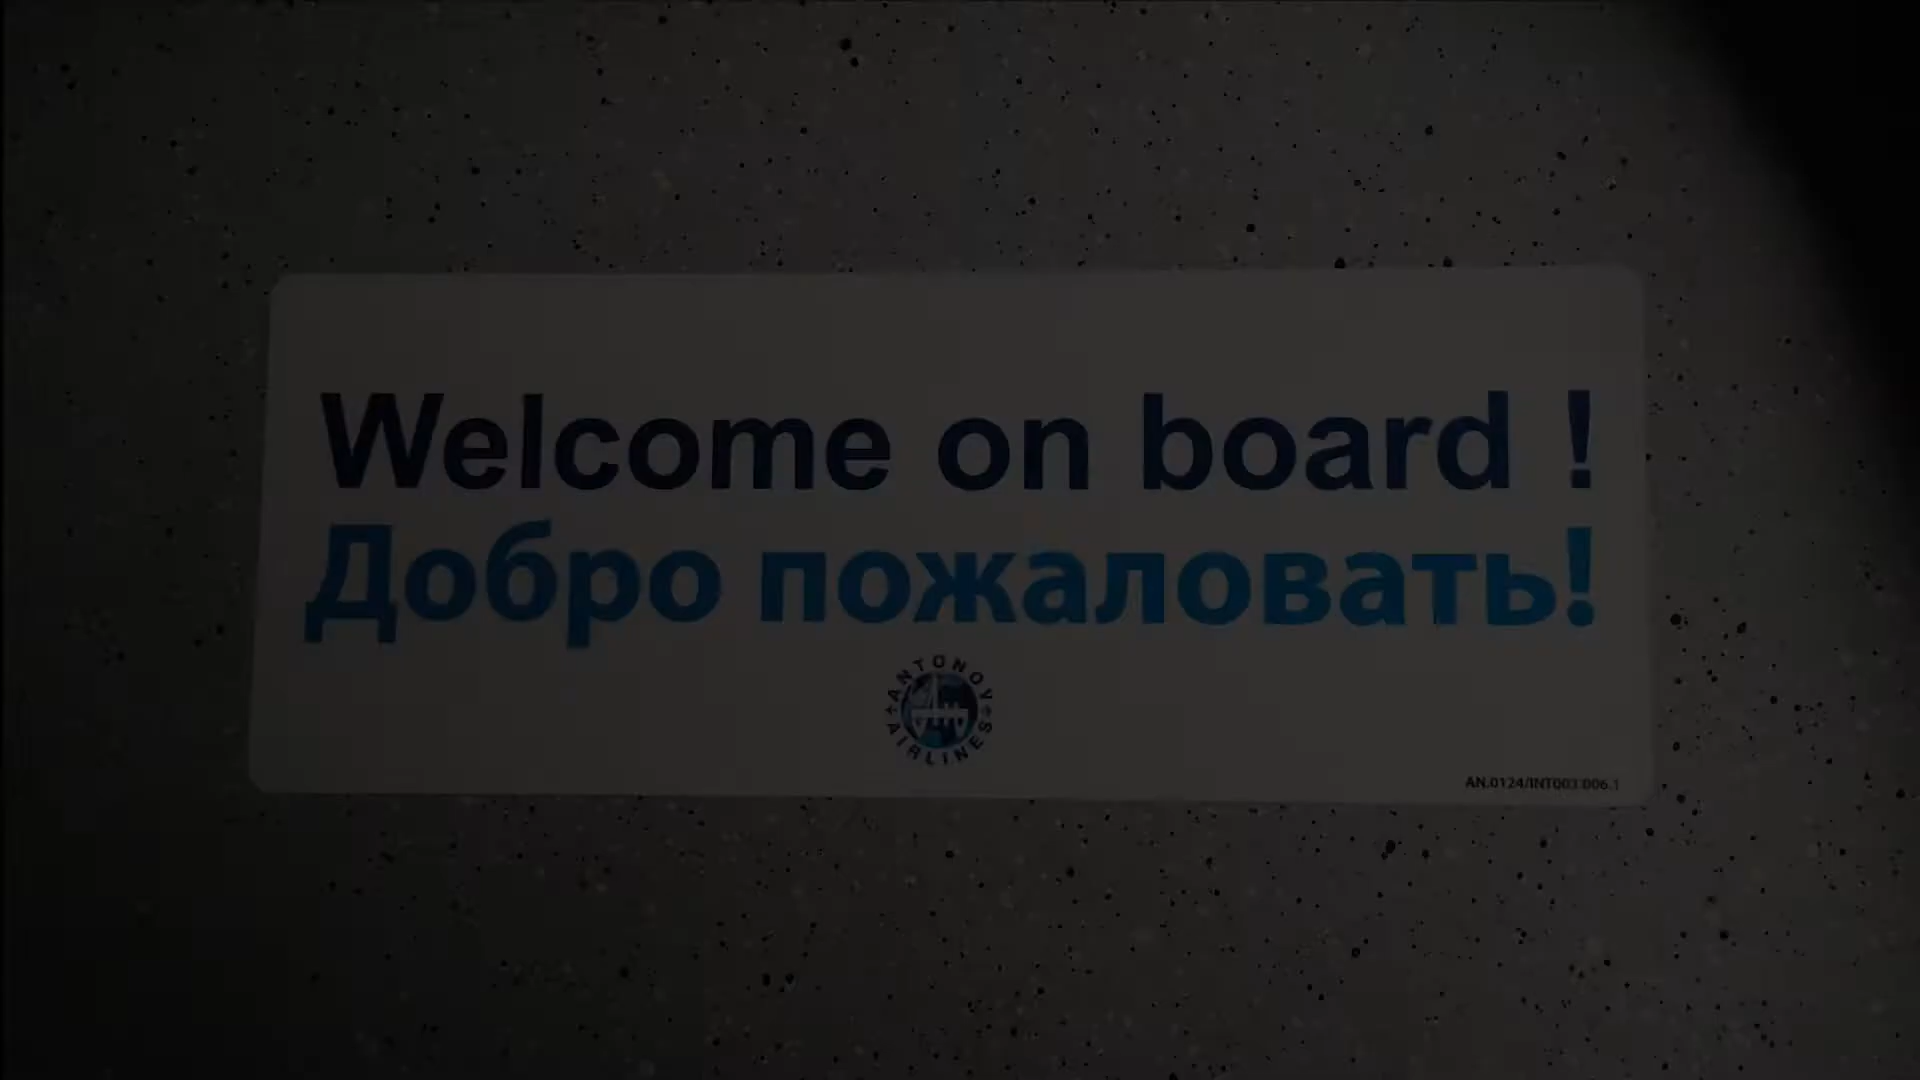 Welcome on board !
Добро пожаловать!
ANTONOV
AIRLINES
AN.0124/INT003.006.1